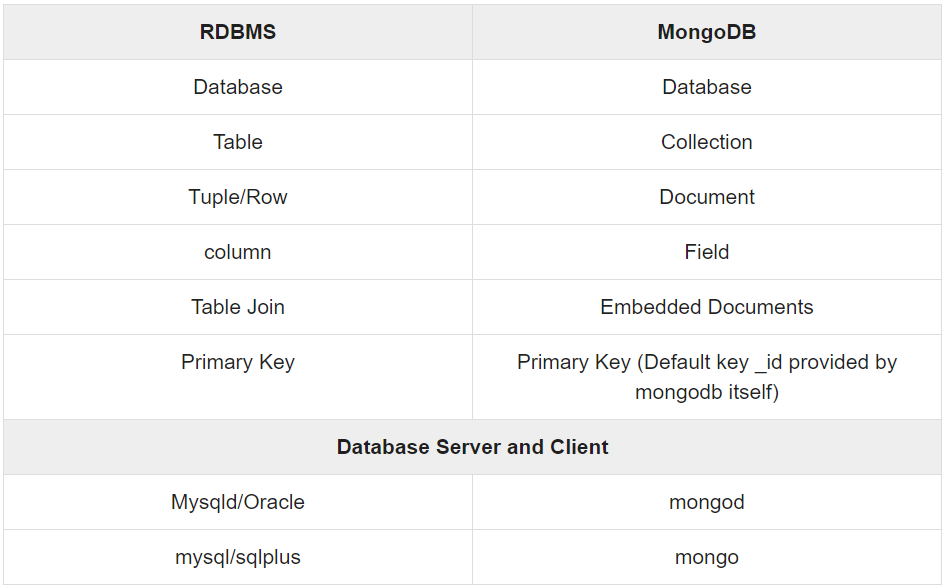 RDBMS MongoDB
Database Database
Table Collection
Tuple/Row Document
column Field
Table Join Embedded Documents
Primary Key Primary Key (Default key _id provided by
mongodb itself)
Database Server and Client
Mysqld/Oracle mongod
mysql/sqlplus mongo